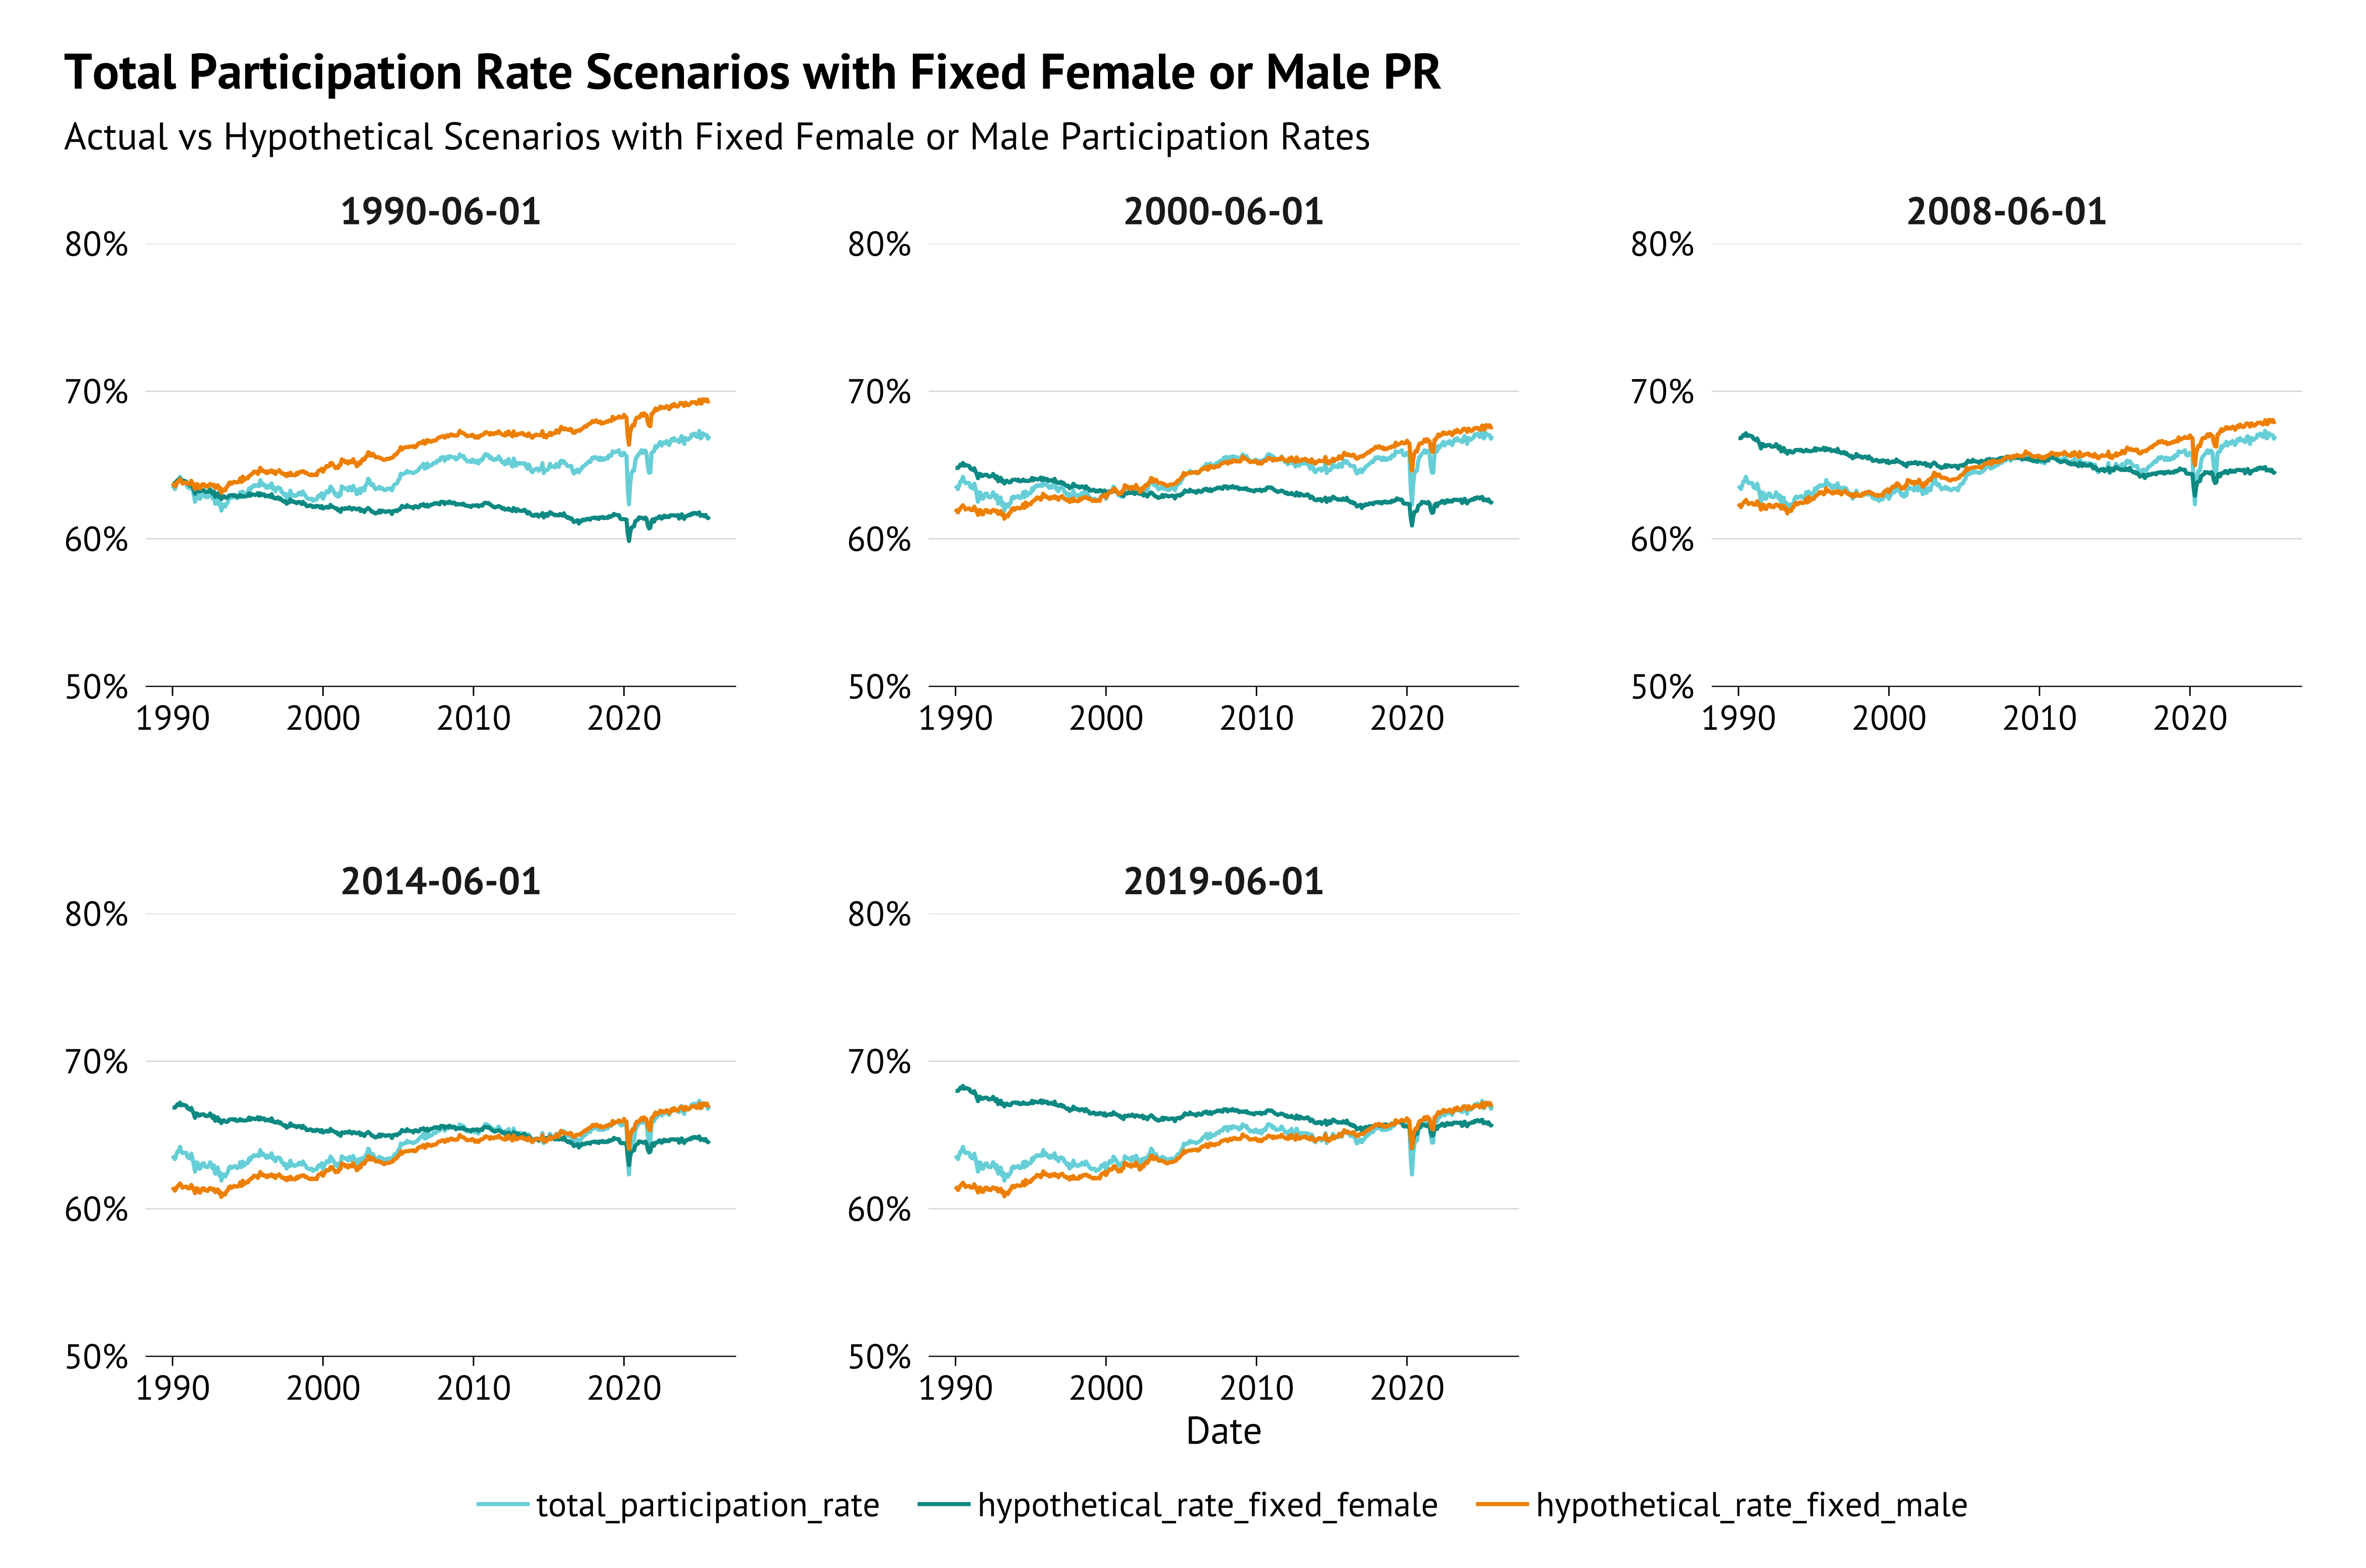 Total Participation Rate Scenarios with Fixed Female or Male PR
Actual vs Hypothetical Scenarios with Fixed Female or Male Participation Rates
1990-06-01
80%
70%
60%
50%
1990 2000 2010 2020
2000-06-01
80%
70%
60%
50%
1990 2000 2010 2020
2008-06-01
80%
70%
60%
50%
1990 2000 2010 2020
2014-06-01
80%
70%
60%
50%
1990 2000 2010 2020
2019-06-01
80%
70%
60%
50%
1990 2000 2010 2020
Date
total_participation_rate hypothetical_rate_fixed_female hypothetical_rate_fixed_male